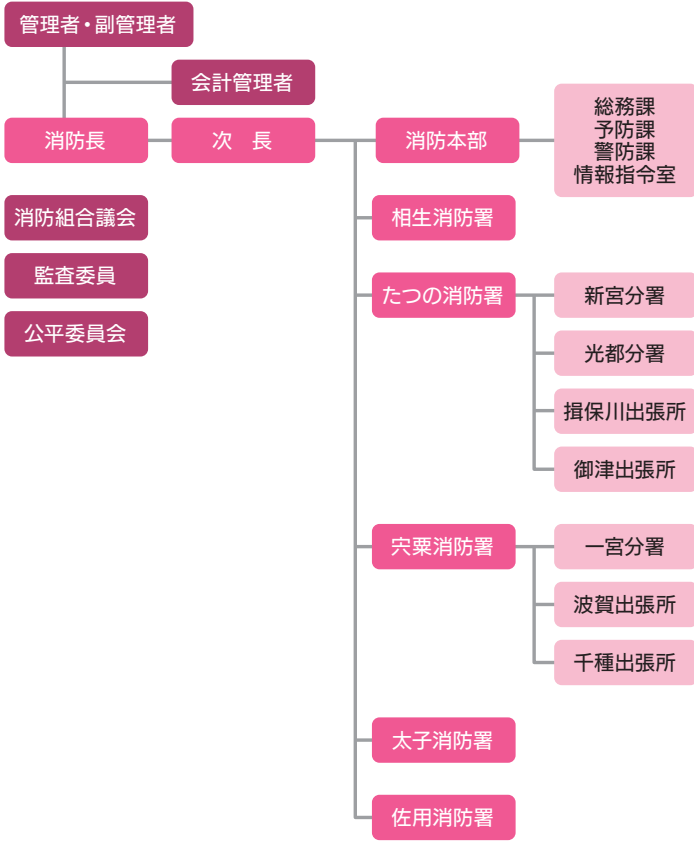 管理者・副管理者
会計管理者
消防長
次　長
消防本部
総務課
予防課
警防課
情報指令室
消防組合議会
監査委員
公平委員会
相生消防署
たつの消防署
新宮分署
光都分署
揖保川出張所
御津出張所
宍粟消防署
一宮分署
波賀出張所
千種出張所
太子消防署
佐用消防署